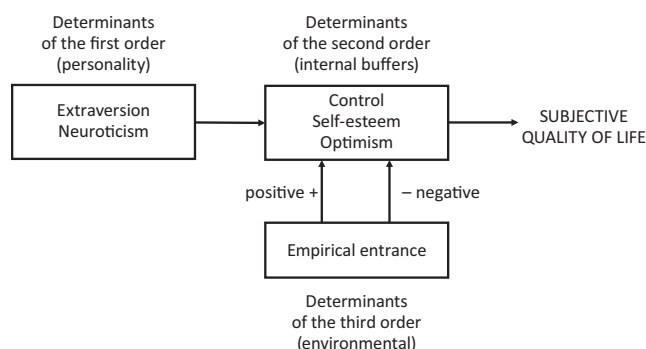 Determinants
of the first order
(personality)
Determinants
of the second order
(internal buffers)
Extraversion
Neuroticism
Control
Self-esteem
Optimism
SUBJECTIVE
QUALITY OF LIFE
positive +
– negative
Empirical entrance
Determinants
of the third order
(environmental)